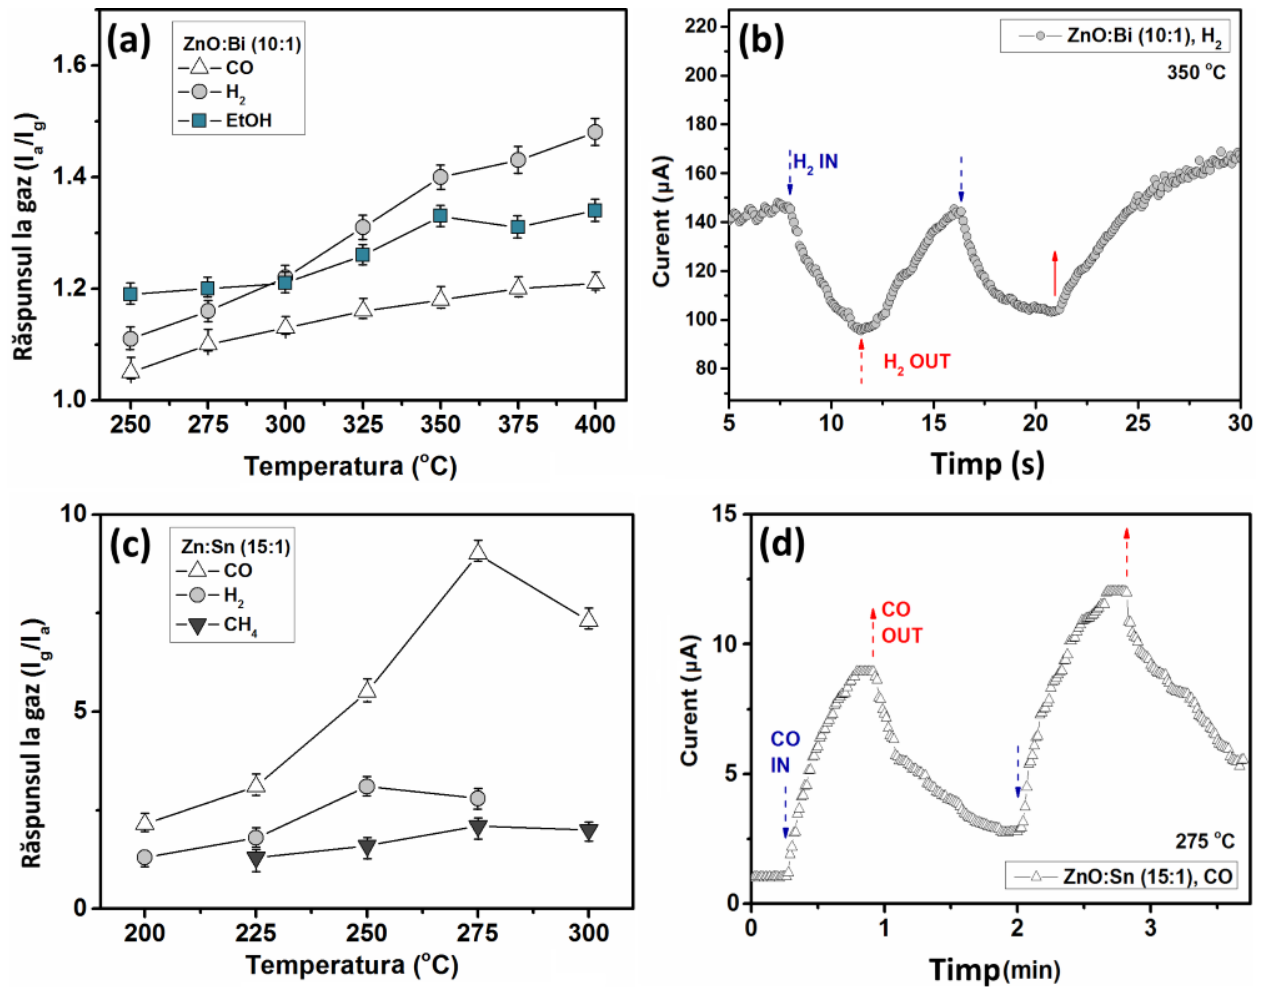 (a)
ZnO:Bi (10:1)
CO
H₂
EtOH
1.6
1.4
1.2
1.0
Răspunsul la gaz (Iₐ/I_g)
250 275 300 325 350 375 400
Temperatura (°C)
(b)
ZnO:Bi (10:1), H₂
350 °C
H₂ IN
H₂ OUT
220
200
180
160
140
120
100
80
Curent (µA)
5 10 15 20 25 30
Timp (s)
(c)
Zn:Sn (15:1)
CO
H₂
CH₄
10
5
0
Răspunsul la gaz (I_g/Iₐ)
200 225 250 275 300
Temperatura (°C)
(d)
CO
OUT
CO
IN
275 °C
ZnO:Sn (15:1), CO
15
10
5
0
Curent (µA)
0 1 2 3
Timp (min)